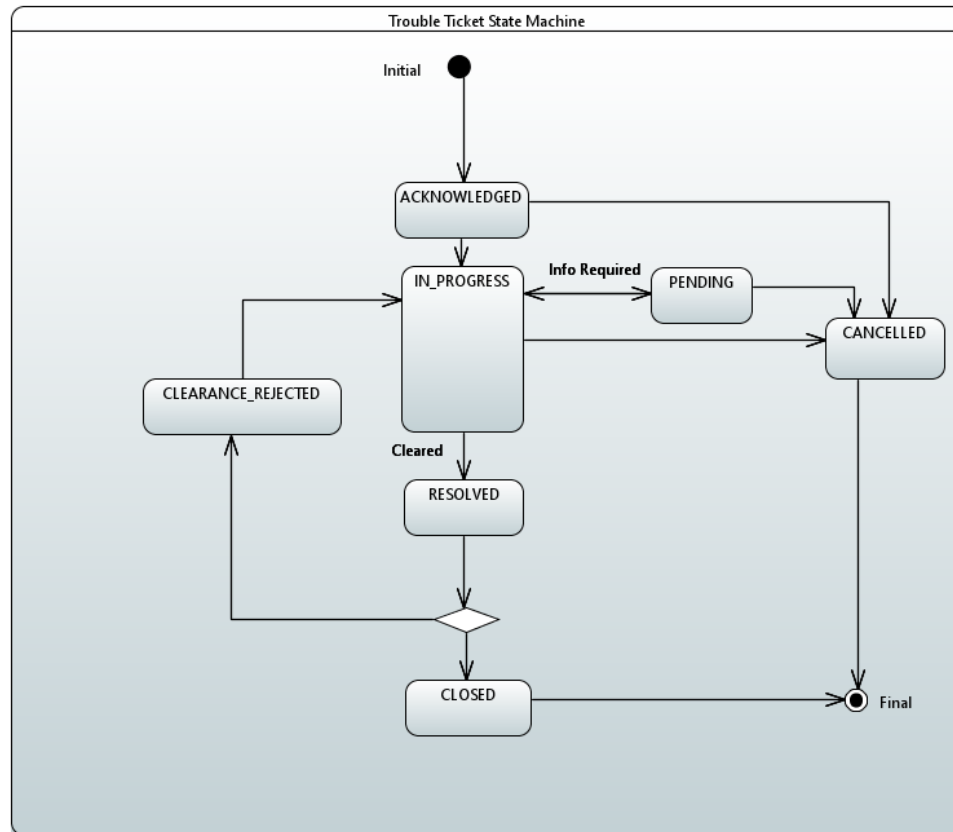 Trouble Ticket State Machine
Initial
ACKNOWLEDGED
Info Required
IN_PROGRESS
PENDING
CANCELLED
CLEARANCE_REJECTED
Cleared
RESOLVED
CLOSED
Final